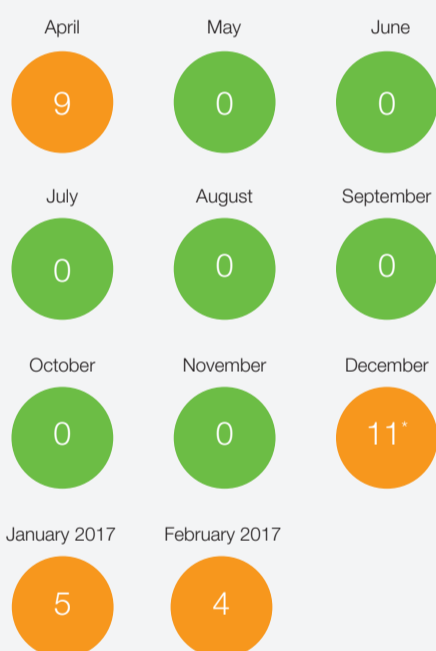 April May June
9 0 0
July August September
0 0 0
October November December
0 0 11*
January 2017 February 2017
5 4